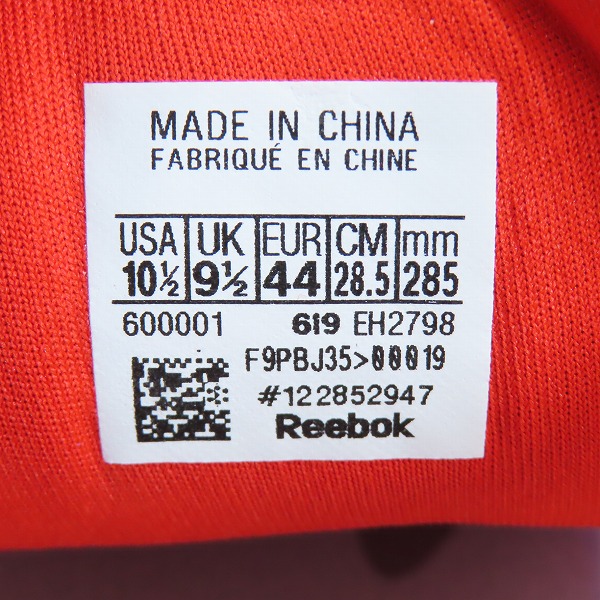 MADE IN CHINA
FABRIQUÉ EN CHINE
USA UK EUR CM mm
10½ 9½ 44 28.5 285
600001 619 EH2798
F9PBJ35>00019
#122852947
Reebok